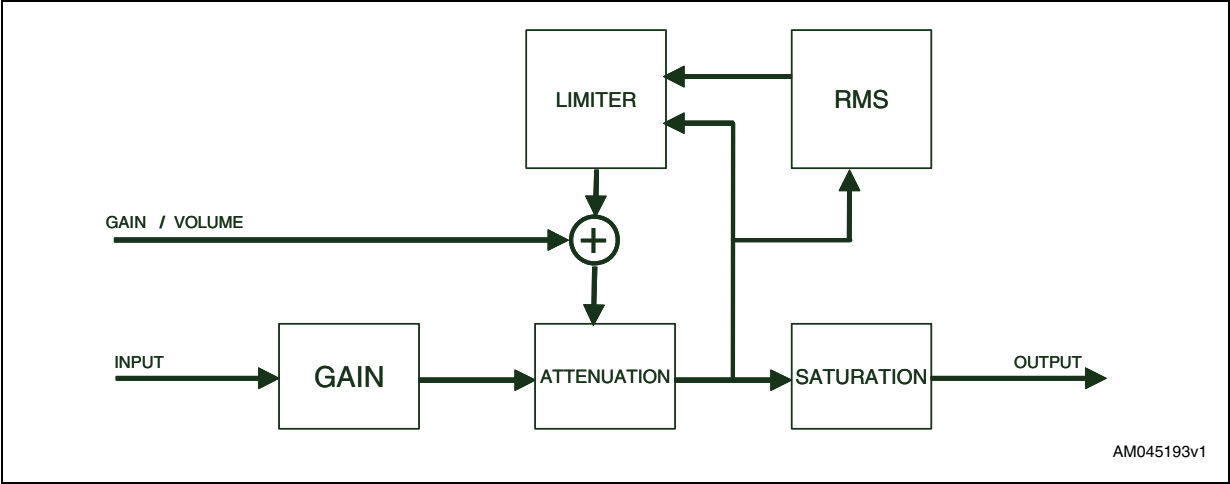 LIMITER
RMS
GAIN / VOLUME
+
INPUT
GAIN
ATTENUATION
SATURATION
OUTPUT
AM045193v1